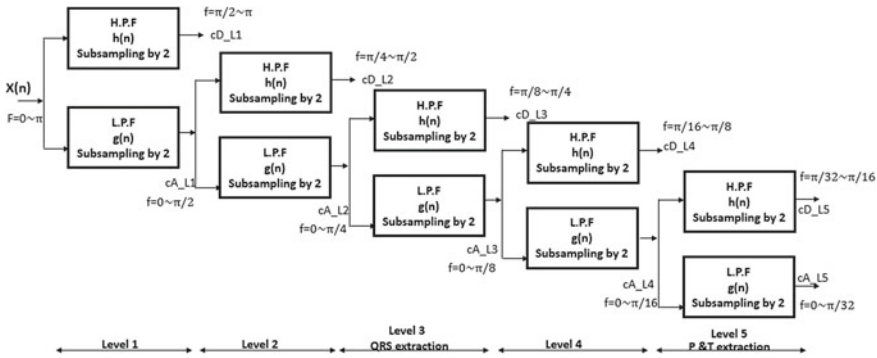 X(n)
F=0~π
H.P.F
h(n)
Subsampling by 2
f=π/2~π
cD_L1
L.P.F
g(n)
Subsampling by 2
cA_L1
f=0~π/2
H.P.F
h(n)
Subsampling by 2
f=π/4~π/2
cD_L2
L.P.F
g(n)
Subsampling by 2
cA_L2
f=0~π/4
H.P.F
h(n)
Subsampling by 2
f=π/8~π/4
cD_L3
L.P.F
g(n)
Subsampling by 2
cA_L3
f=0~π/8
H.P.F
h(n)
Subsampling by 2
f=π/16~π/8
cD_L4
L.P.F
g(n)
Subsampling by 2
cA_L4
f=0~π/16
H.P.F
h(n)
Subsampling by 2
f=π/32~π/16
cD_L5
L.P.F
g(n)
Subsampling by 2
cA_L5
f=0~π/32
Level 1
Level 2
Level 3
QRS extraction
Level 4
Level 5
P &T extraction